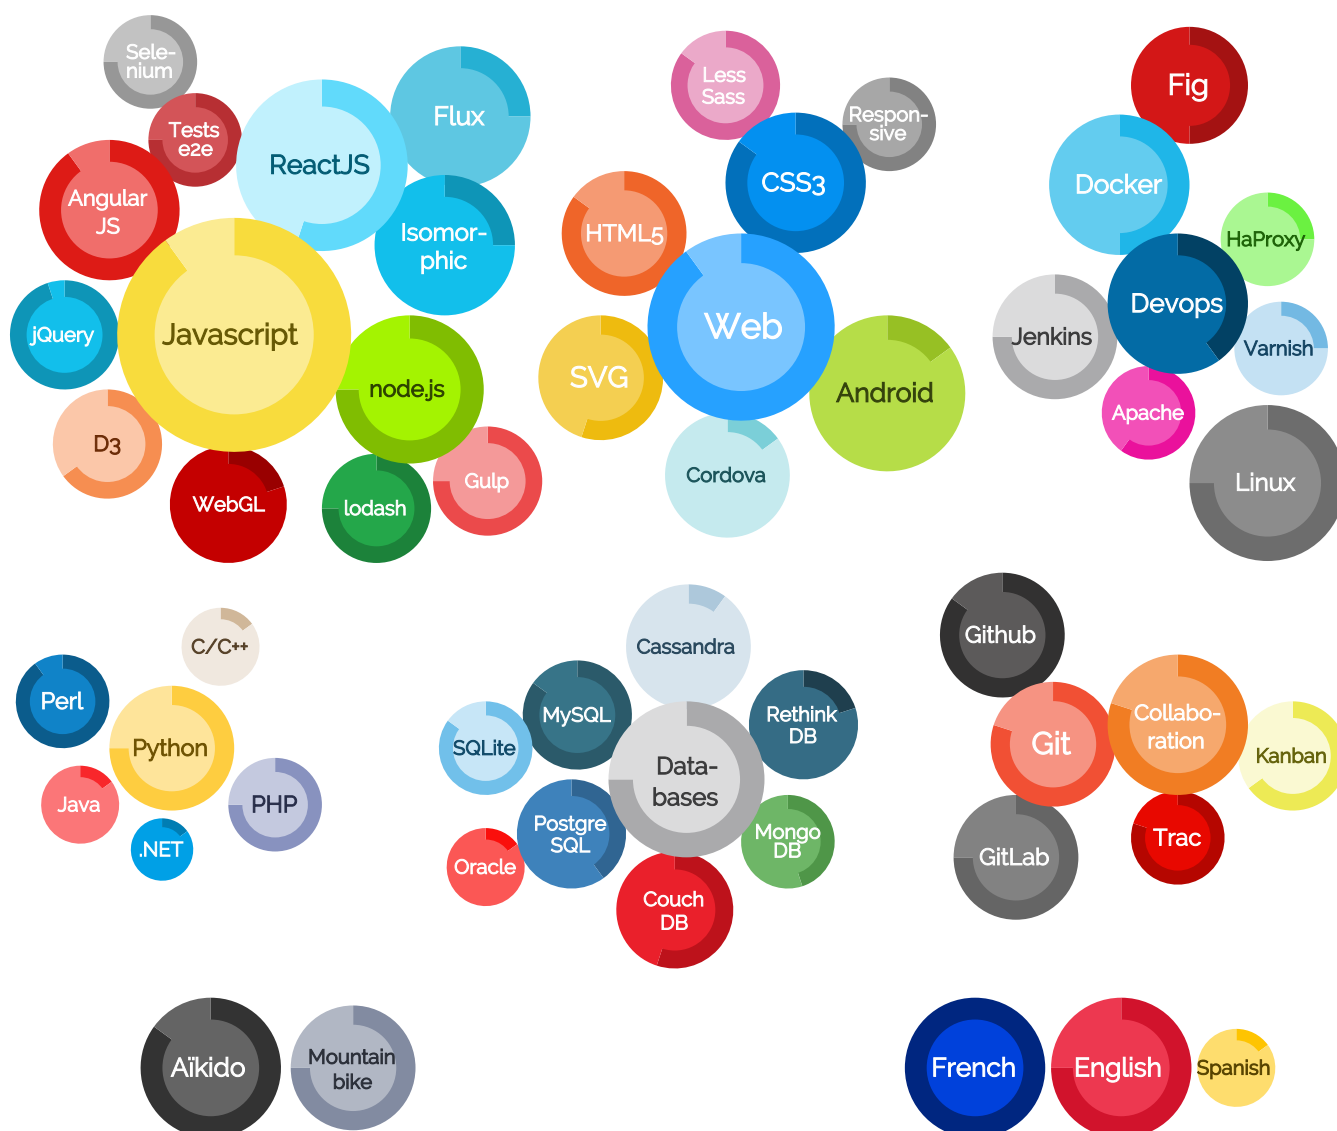 Sele-
nium
Tests
e2e
Angular
JS
ReactJS
Flux
Isomor-
phic
jQuery
Javascript
node.js
D3
WebGL
lodash
Gulp
Less
Sass
Respon-
sive
CSS3
HTML5
Web
SVG
Android
Cordova
Fig
Docker
HaProxy
Devops
Jenkins
Varnish
Apache
Linux
C/C++
Perl
Python
Java
PHP
.NET
Cassandra
MySQL
Rethink
DB
SQLite
Data-
bases
Postgre
SQL
Mongo
DB
Oracle
Couch
DB
Github
Collabo-
ration
Git
Kanban
Trac
GitLab
Aïkido
Mountain
bike
French
English
Spanish